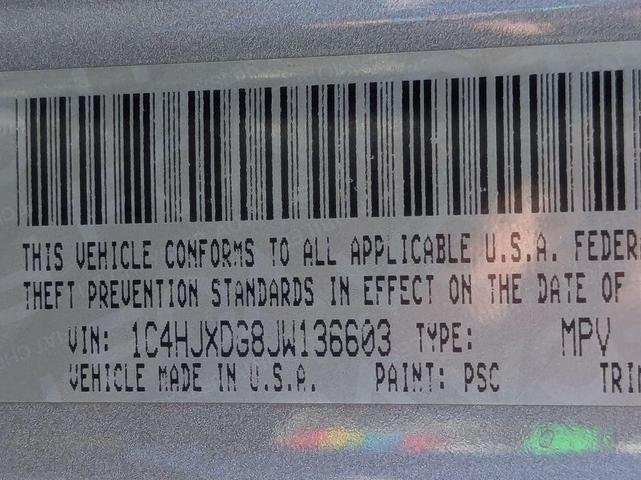 THIS VEHICLE CONFORMS TO ALL APPLICABLE U.S.A. FEDER
THEFT PREVENTION STANDARDS IN EFFECT ON THE DATE OF
VIN: 1C4HJXDG8JW136603 TYPE: MPV
VEHICLE MADE IN U.S.A. PAINT: PSC TRIM